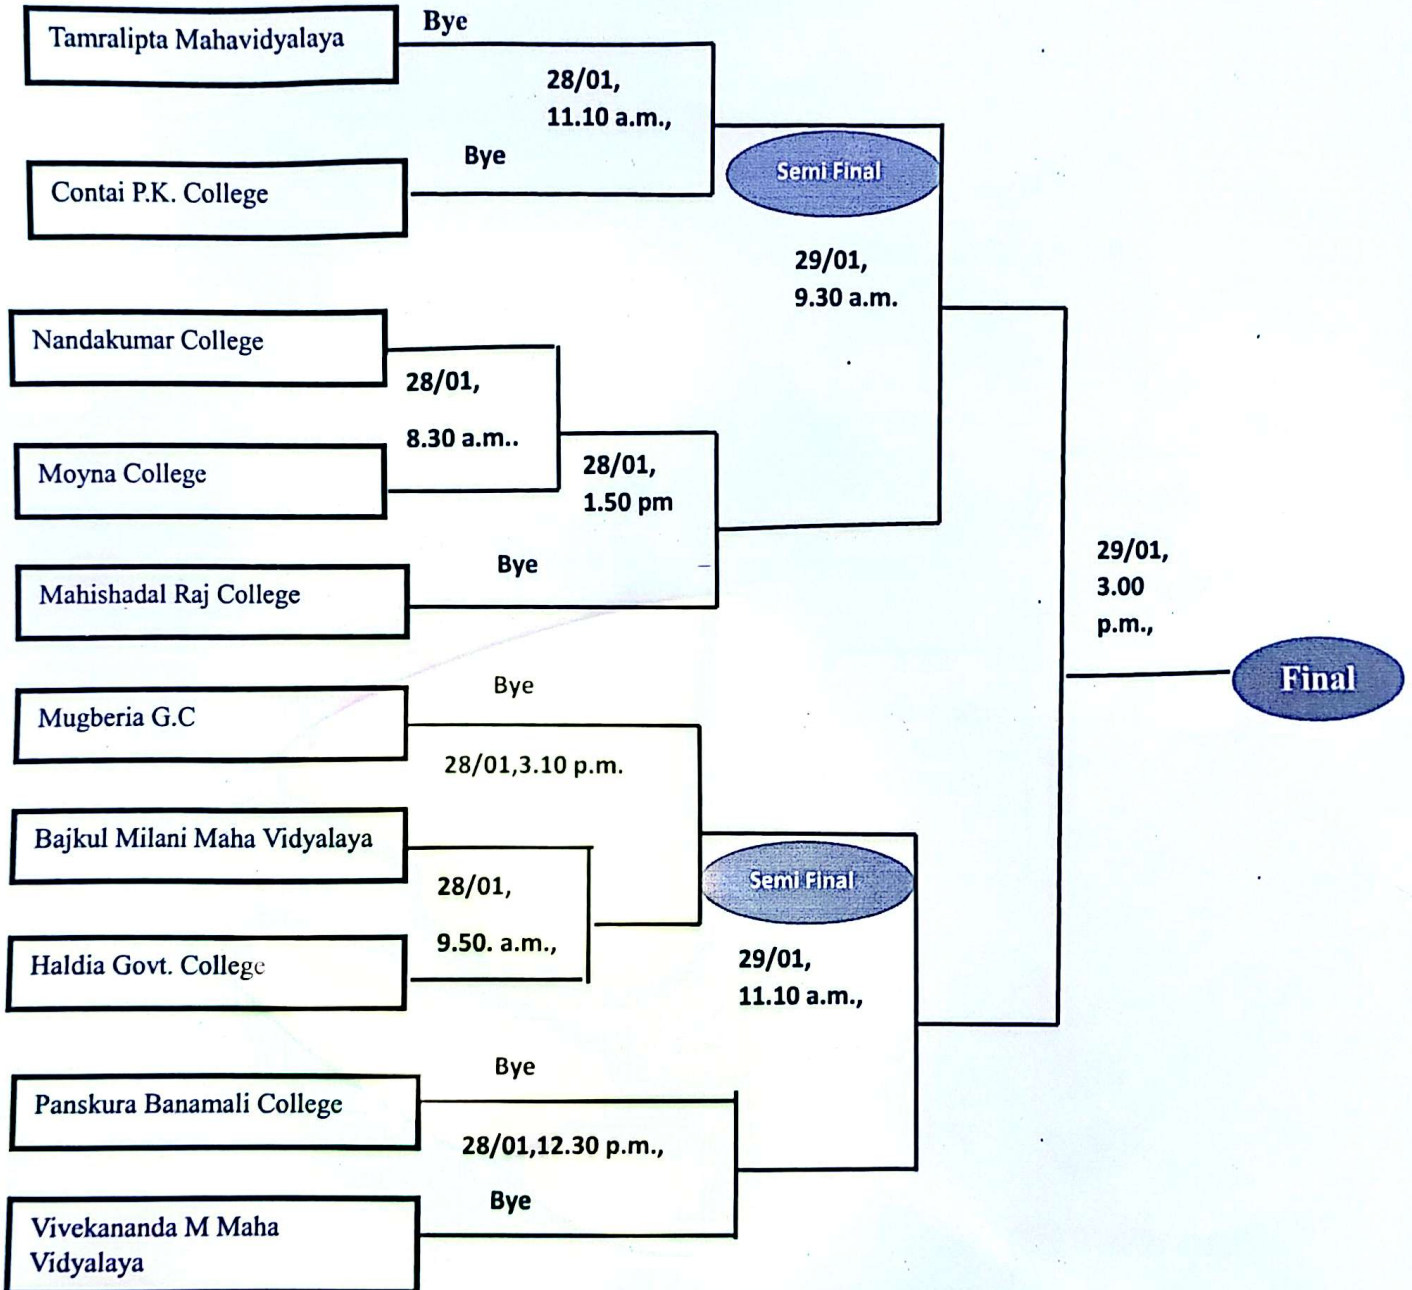 Tamralipta Mahavidyalaya
Bye
28/01,
11.10 a.m.,
Bye
Contai P.K. College
Semi Final
29/01,
9.30 a.m.
Nandakumar College
28/01,
8.30 a.m..
Moyna College
28/01,
1.50 pm
Bye
Mahishadal Raj College
29/01,
3.00
p.m.,
Final
Bye
Mugberia G.C
28/01,3.10 p.m.
Bajkul Milani Maha Vidyalaya
28/01,
9.50. a.m.,
Semi Final
Haldia Govt. College
29/01,
11.10 a.m.,
Bye
Panskura Banamali College
28/01,12.30 p.m.,
Bye
Vivekananda M Maha
Vidyalaya